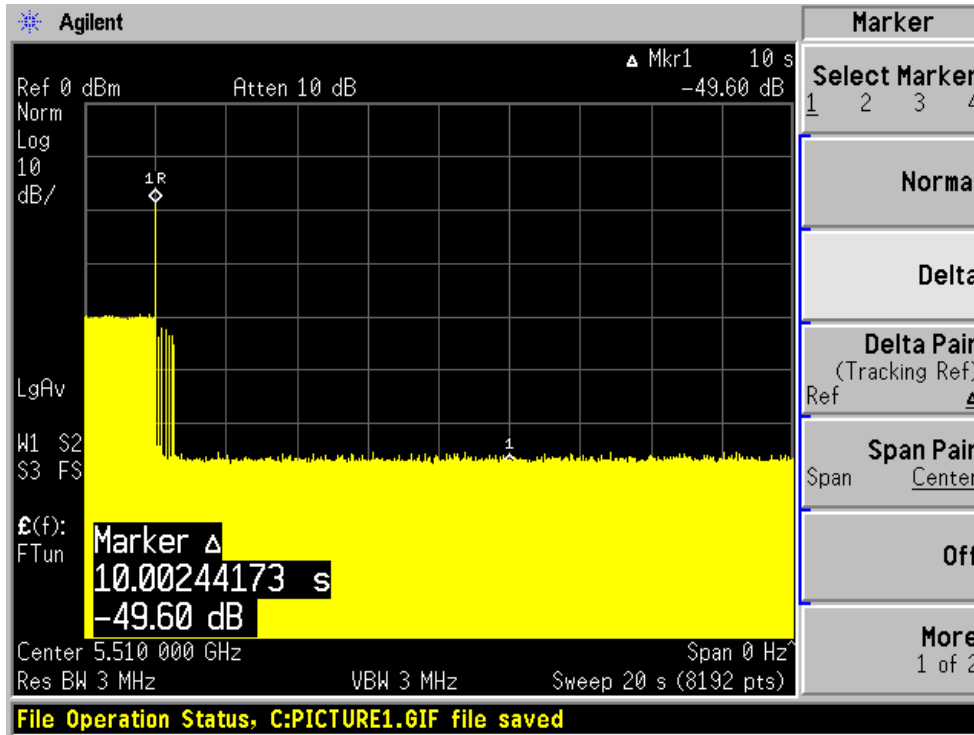 Agilent
Marker
Δ Mkr1 10 s
Ref 0 dBm Atten 10 dB -49.60 dB
Norm
Log
10
dB/
1R
LgAv
1
W1 S2
S3 FS
£(f):
FTun
Marker Δ
10.00244173 s
-49.60 dB
Center 5.510 000 GHz Span 0 Hz^
Res BW 3 MHz VBW 3 MHz Sweep 20 s (8192 pts)
File Operation Status, C:PICTURE1.GIF file saved
Select Marker
1 2 3 4
Norma
Delta
Delta Pair
(Tracking Ref)
Ref Δ
Span Pair
Span Center
Off
More
1 of 2